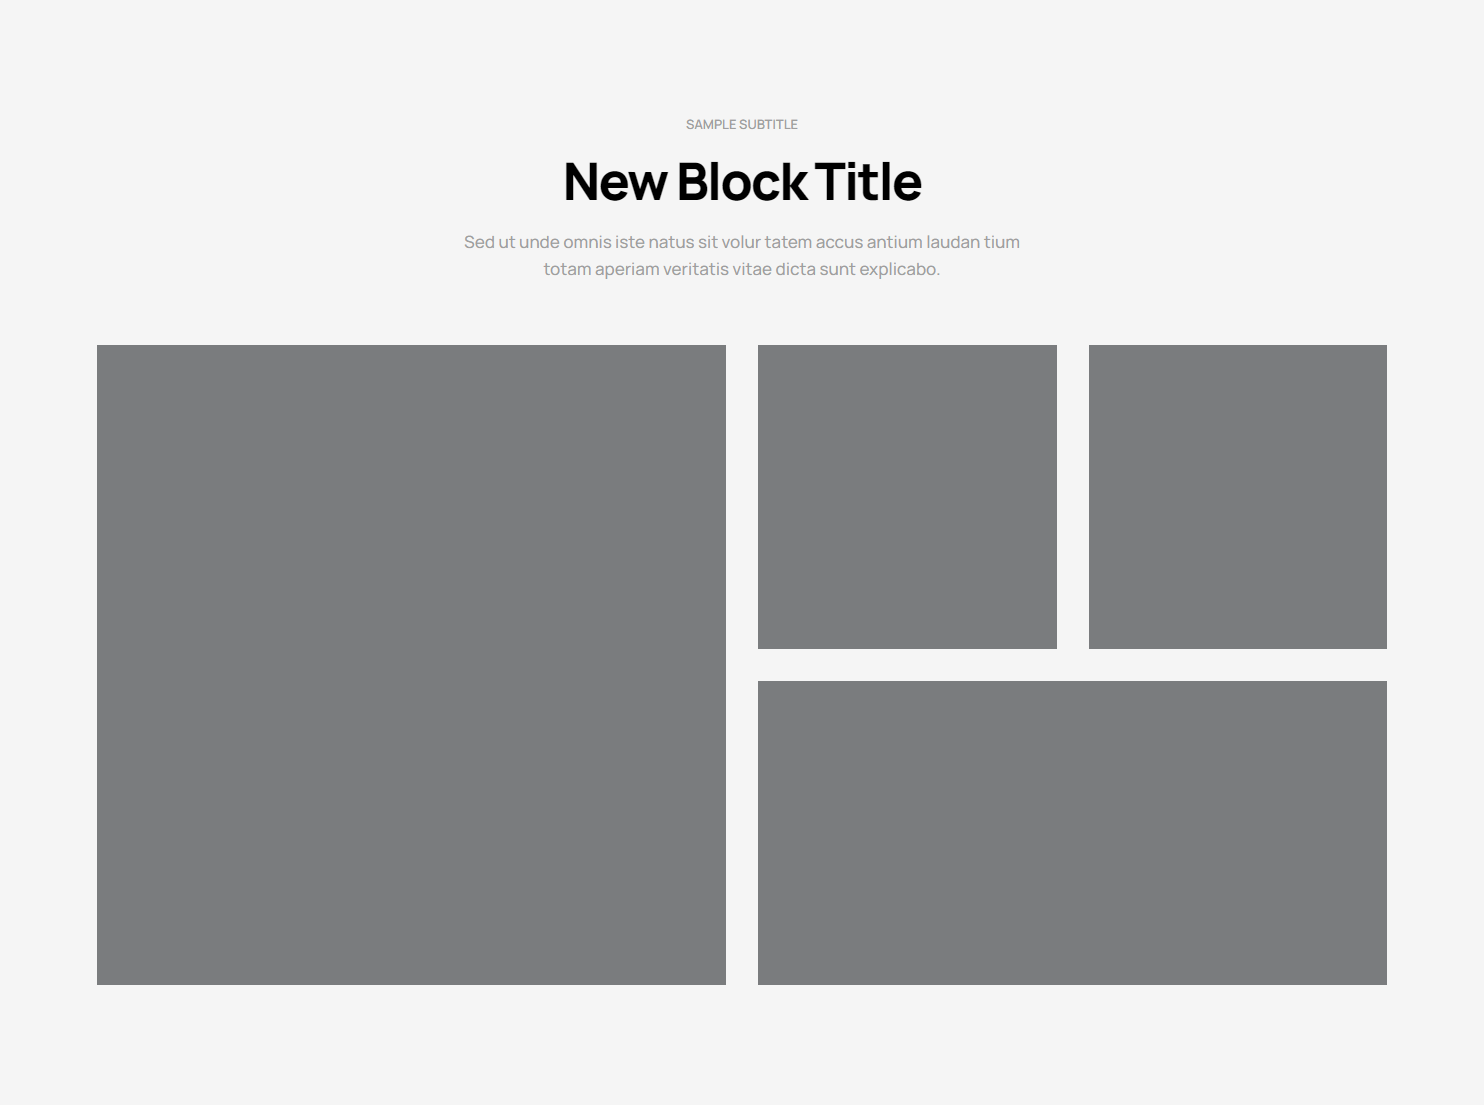 SAMPLE SUBTITLE
New Block Title
Sed ut unde omnis iste natus sit volur tatem accus antium laudan tium
totam aperiam veritatis vitae dicta sunt explicabo.